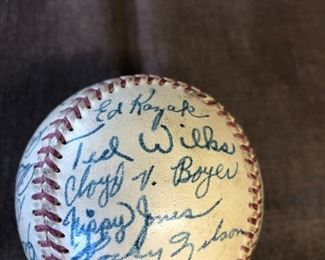 Ed Kazak
Ted Wilks
Cloyd V. Boyer
Nippy Jones